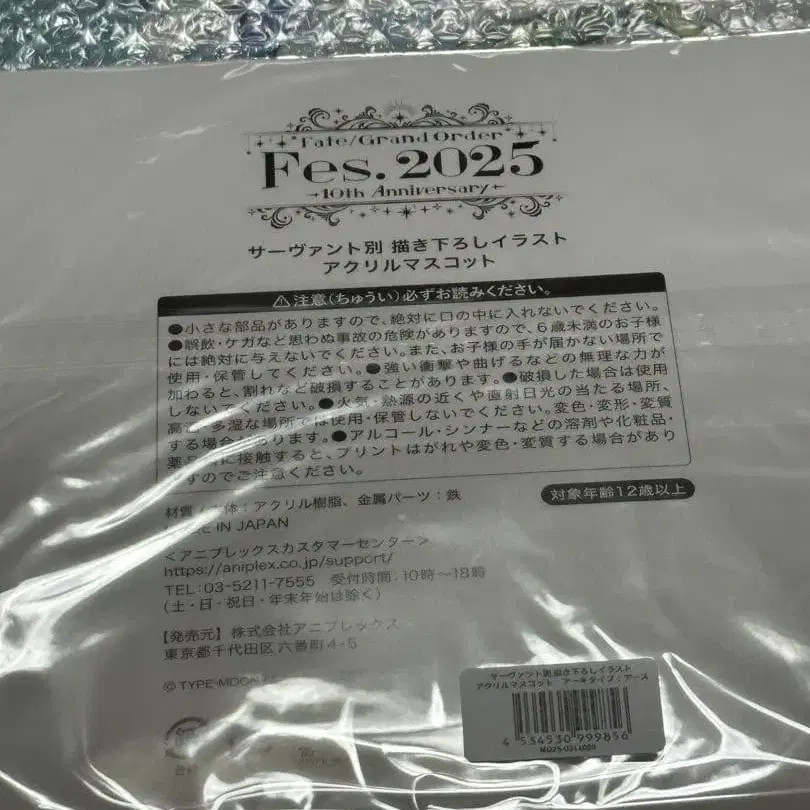 Fate/Grand Order
Fes. 2025
10th Anniversary
サーヴァント別 描き下ろしイラスト
アクリルマスコット
⚠注意(ちゅうい)必ずお読みください。
●小さな部品がありますので、絶対に口の中に入れないでください。
●誤飲・ケガなど思わぬ事故の危険がありますので、6歳未満のお子様
には絶対に与えないでください。また、お子様の手が届かない場所で
使用・保管してください。●強い衝撃や曲げるなどの無理な力が
加わると、割れなど破損することがあります。●破損した場合は使用
しないでください。●火気・熱源の近くや直射日光の当たる場所、
高温・多湿な場所では使用・保管しないでください。変色・変形・変質
する場合があります。●アルコール・シンナーなどの溶剤や化粧品・
薬品に接触すると、プリントはがれや変色・変質する場合があり
ますのでご注意ください。
対象年齢12歳以上
材質/本体：アクリル樹脂、金属パーツ：鉄
IN JAPAN
<アニプレックスカスタマーセンター>
https://aniplex.co.jp/support/
TEL：03-5211-7555 受付時間：10時〜18時
(土・日・祝日・年末年始は除く)
【発売元】株式会社アニプレックス
東京都千代田区六番町4-5
© TYPE-MOON
サーヴァント別 描き下ろしイラスト
アクリルマスコット アーキタイプ：アース
4 534530 999856